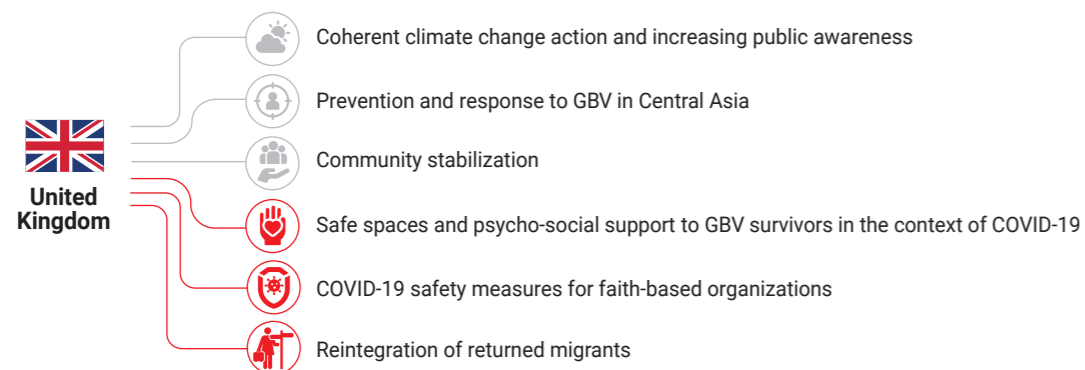 Coherent climate change action and increasing public awareness
Prevention and response to GBV in Central Asia
Community stabilization
United
Kingdom
Safe spaces and psycho-social support to GBV survivors in the context of COVID-19
COVID-19 safety measures for faith-based organizations
Reintegration of returned migrants